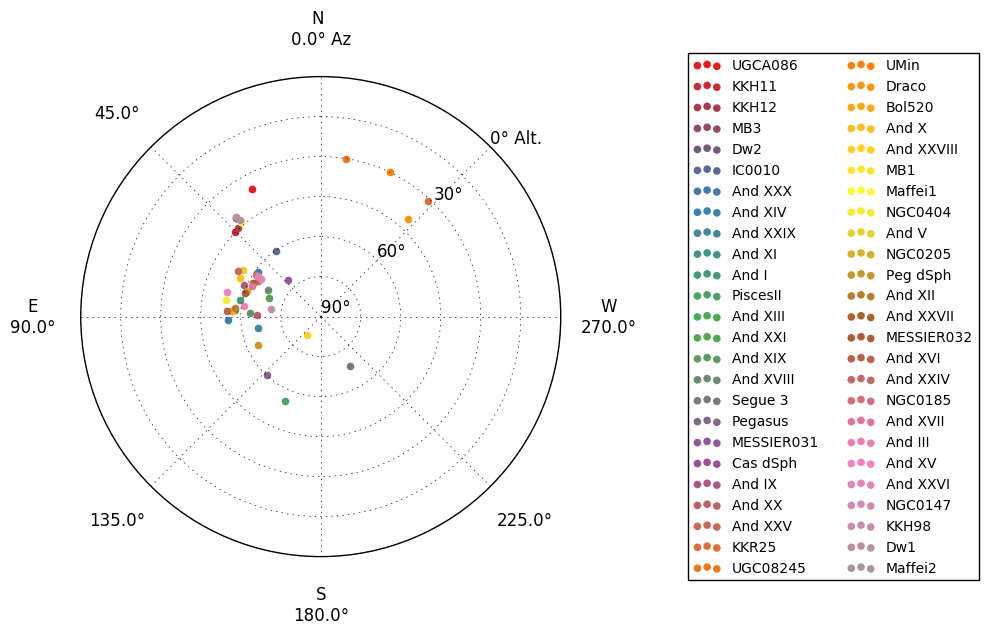 N
0.0° Az
45.0°
0° Alt.
30°
60°
90°
E
90.0°
W
270.0°
135.0°
225.0°
S
180.0°
UGCA086
KKH11
KKH12
MB3
Dw2
IC0010
And XXX
And XIV
And XXIX
And XI
And I
PiscesII
And XIII
And XXI
And XIX
And XVIII
Segue 3
Pegasus
MESSIER031
Cas dSph
And IX
And XX
And XXV
KKR25
UGC08245
UMin
Draco
Bol520
And X
And XXVIII
MB1
Maffei1
NGC0404
And V
NGC0205
Peg dSph
And XII
And XXVII
MESSIER032
And XVI
And XXIV
NGC0185
And XVII
And III
And XV
And XXVI
NGC0147
KKH98
Dw1
Maffei2